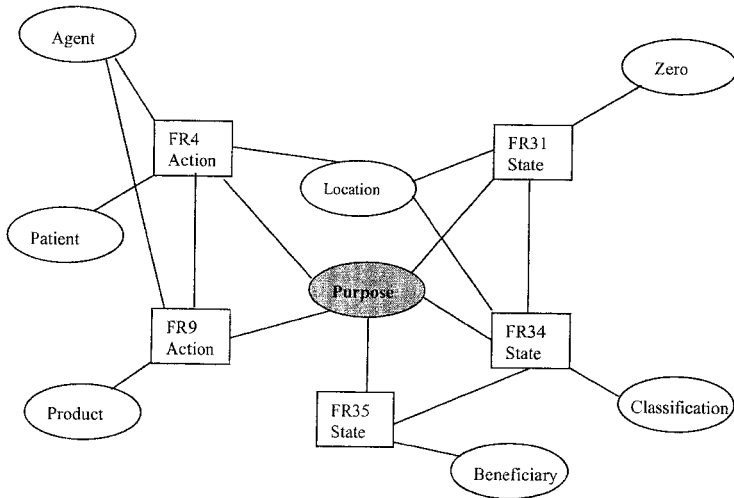 Agent
Zero
FR4
Action
FR31
State
Location
Patient
Purpose
FR9
Action
FR34
State
Product
FR35
State
Classification
Beneficiary